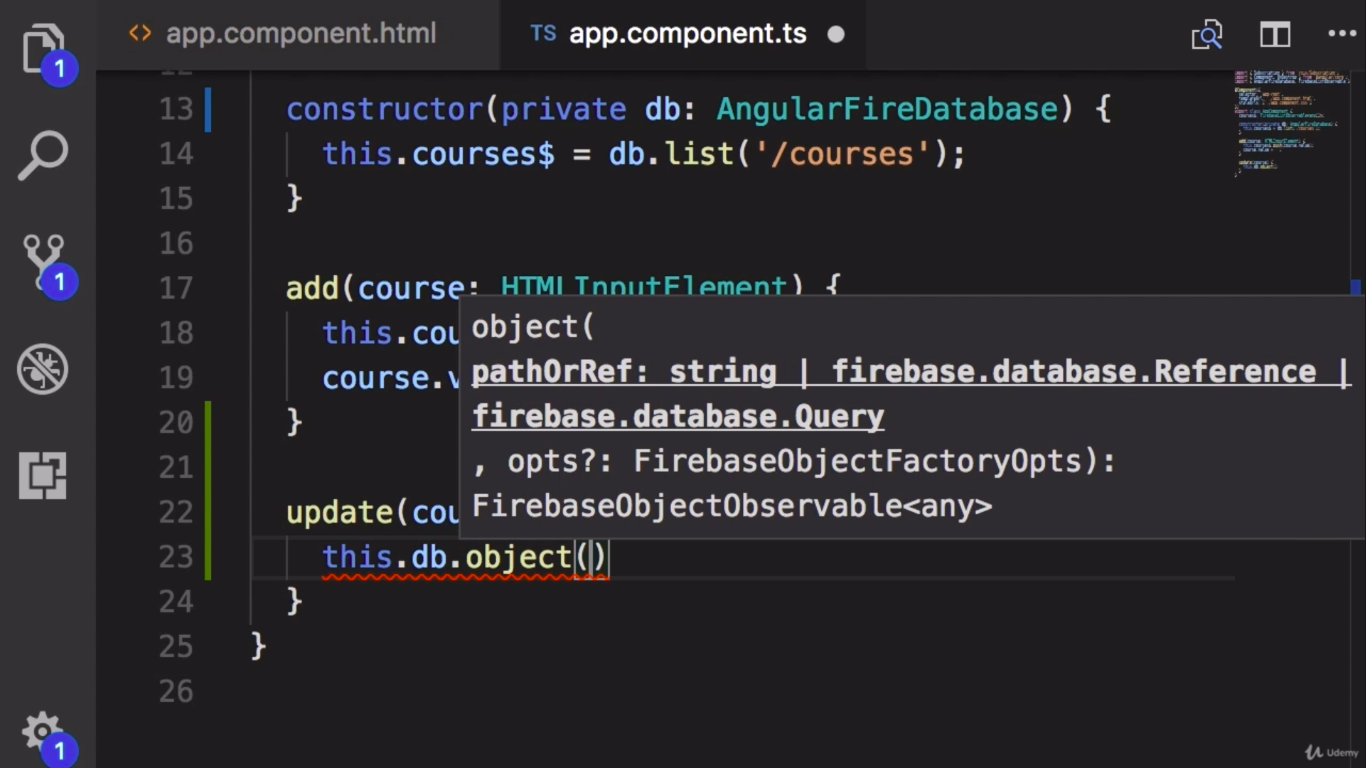 <> app.component.html TS app.component.ts
1
12
13 constructor(private db: AngularFireDatabase) {
14 this.courses$ = db.list('/courses');
15 }
16
17 add(course: HTMLInputElement) {
18 this.cou
19 course.v
20 }
21
22 update(cou
23 this.db.object()
24 }
25 }
26
object(
pathOrRef: string | firebase.database.Reference |
firebase.database.Query
, opts?: FirebaseObjectFactoryOpts):
FirebaseObjectObservable<any>
1
1
Udemy